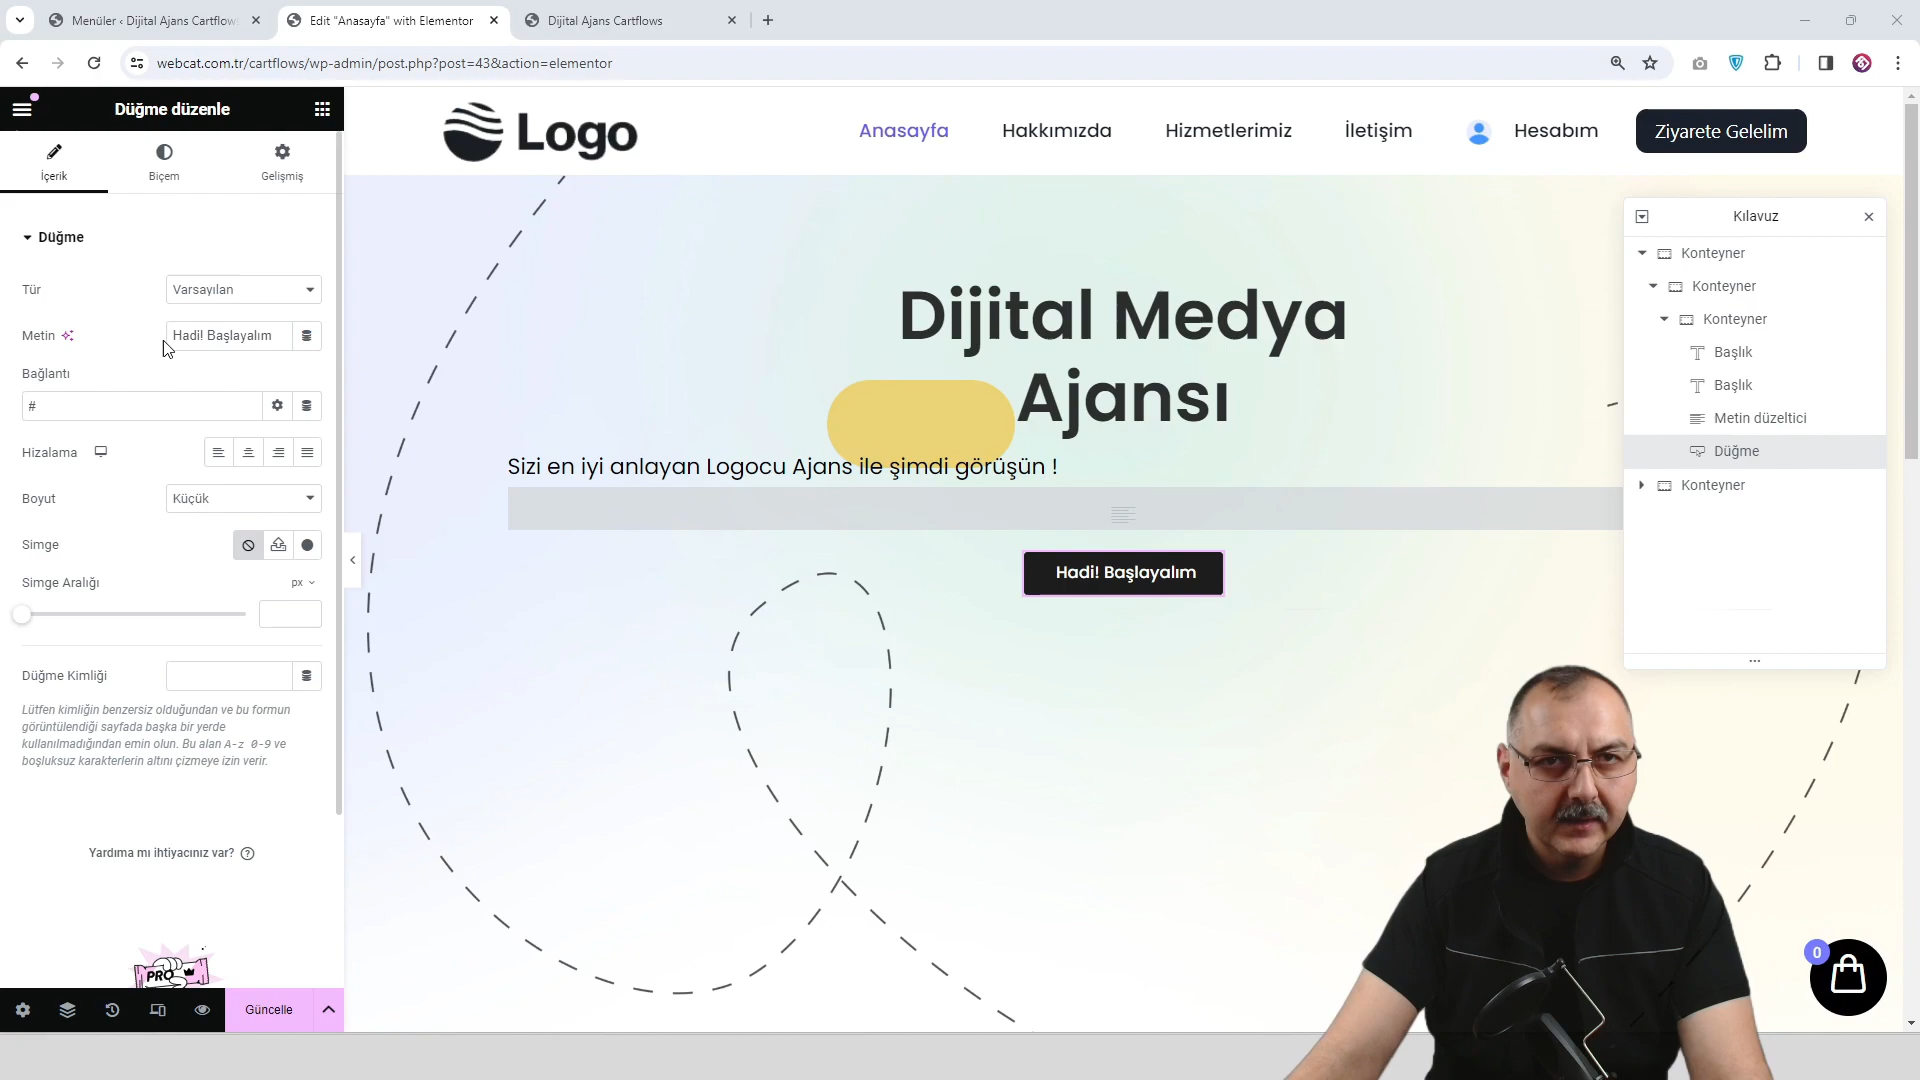 Menüler ‹ Dijital Ajans Cartflows
Edit "Anasayfa" with Elementor
Dijital Ajans Cartflows
webcat.com.tr/cartflows/wp-admin/post.php?post=43&action=elementor
Düğme düzenle
İçerik
Biçem
Gelişmiş
Düğme
Tür
Varsayılan
Metin
Hadi! Başlayalım
Bağlantı
#
Hizalama
Boyut
Küçük
Simge
Simge Aralığı
px
Düğme Kimliği
Lütfen kimliğin benzersiz olduğundan ve bu formun
görüntülendiği sayfada başka bir yerde
kullanılmadığından emin olun. Bu alan A-z 0-9 ve
boşluksuz karakterlerin altını çizmeye izin verir.
Yardıma mı ihtiyacınız var?
PRO
Güncelle
Logo
Anasayfa
Hakkımızda
Hizmetlerimiz
İletişim
Hesabım
Ziyarete Gelelim
Dijital Medya
Ajansı
Sizi en iyi anlayan Logocu Ajans ile şimdi görüşün !
Hadi! Başlayalım
Kılavuz
Konteyner
Konteyner
Konteyner
Başlık
Başlık
Metin düzeltici
Düğme
Konteyner
0